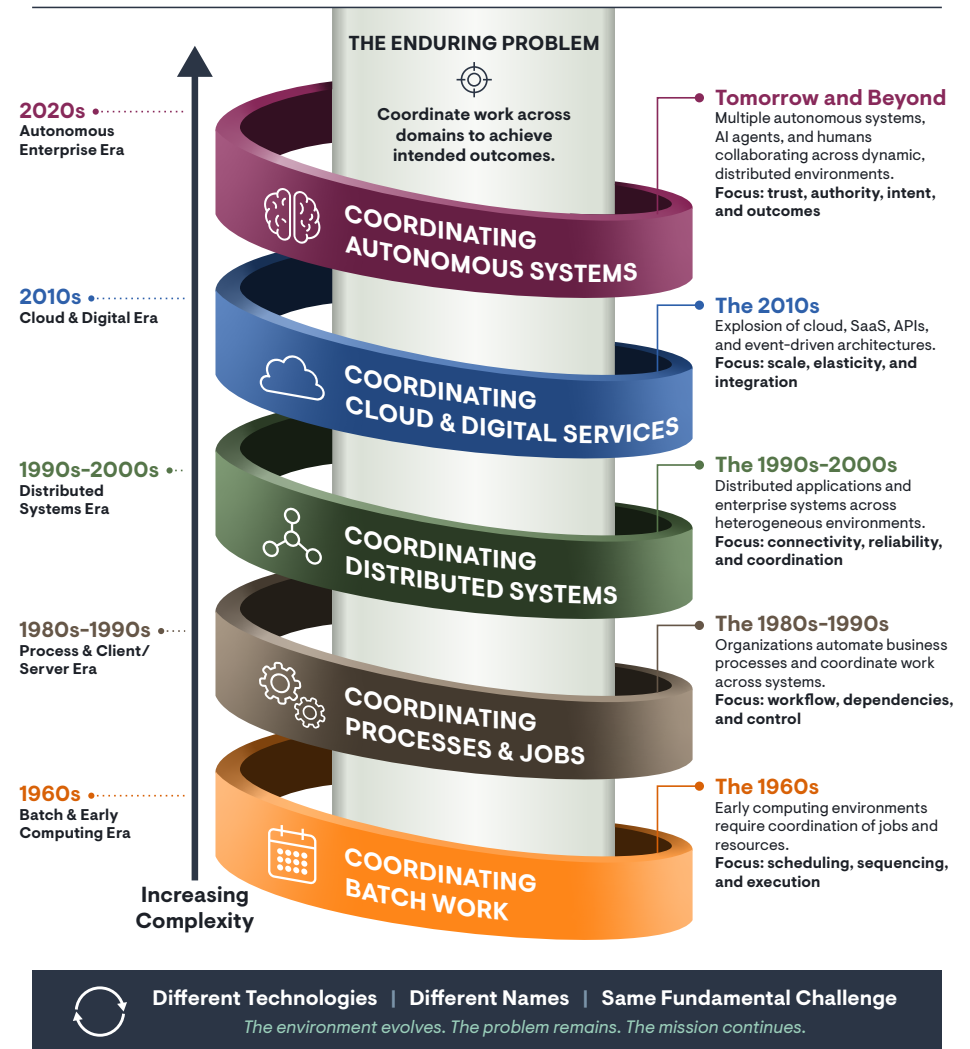 THE ENDURING PROBLEM
Coordinate work across
domains to achieve
intended outcomes.
2020s
Autonomous
Enterprise Era
COORDINATING
AUTONOMOUS SYSTEMS
Tomorrow and Beyond
Multiple autonomous systems,
AI agents, and humans
collaborating across dynamic,
distributed environments.
Focus: trust, authority, intent,
and outcomes
2010s
Cloud & Digital Era
COORDINATING
CLOUD & DIGITAL SERVICES
The 2010s
Explosion of cloud, SaaS, APIs,
and event-driven architectures.
Focus: scale, elasticity, and
integration
1990s-2000s
Distributed
Systems Era
COORDINATING
DISTRIBUTED SYSTEMS
The 1990s-2000s
Distributed applications and
enterprise systems across
heterogeneous environments.
Focus: connectivity, reliability,
and coordination
1980s-1990s
Process & Client/
Server Era
COORDINATING
PROCESSES & JOBS
The 1980s-1990s
Organizations automate business
processes and coordinate work
across systems.
Focus: workflow, dependencies,
and control
1960s
Batch & Early
Computing Era
COORDINATING
BATCH WORK
The 1960s
Early computing environments
require coordination of jobs and
resources.
Focus: scheduling, sequencing,
and execution
Increasing
Complexity
Different Technologies | Different Names | Same Fundamental Challenge
The environment evolves. The problem remains. The mission continues.